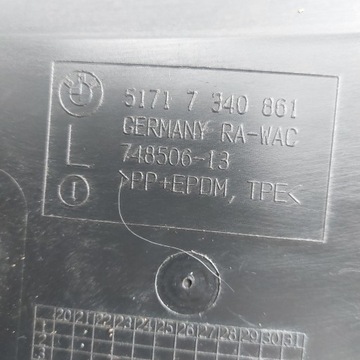 5171 7 340 861
GERMANY RA-WAC
L 748506-13
>PP+EPDM, TPE<
20 21 22 23 24 25 26 27 28 29 30 31